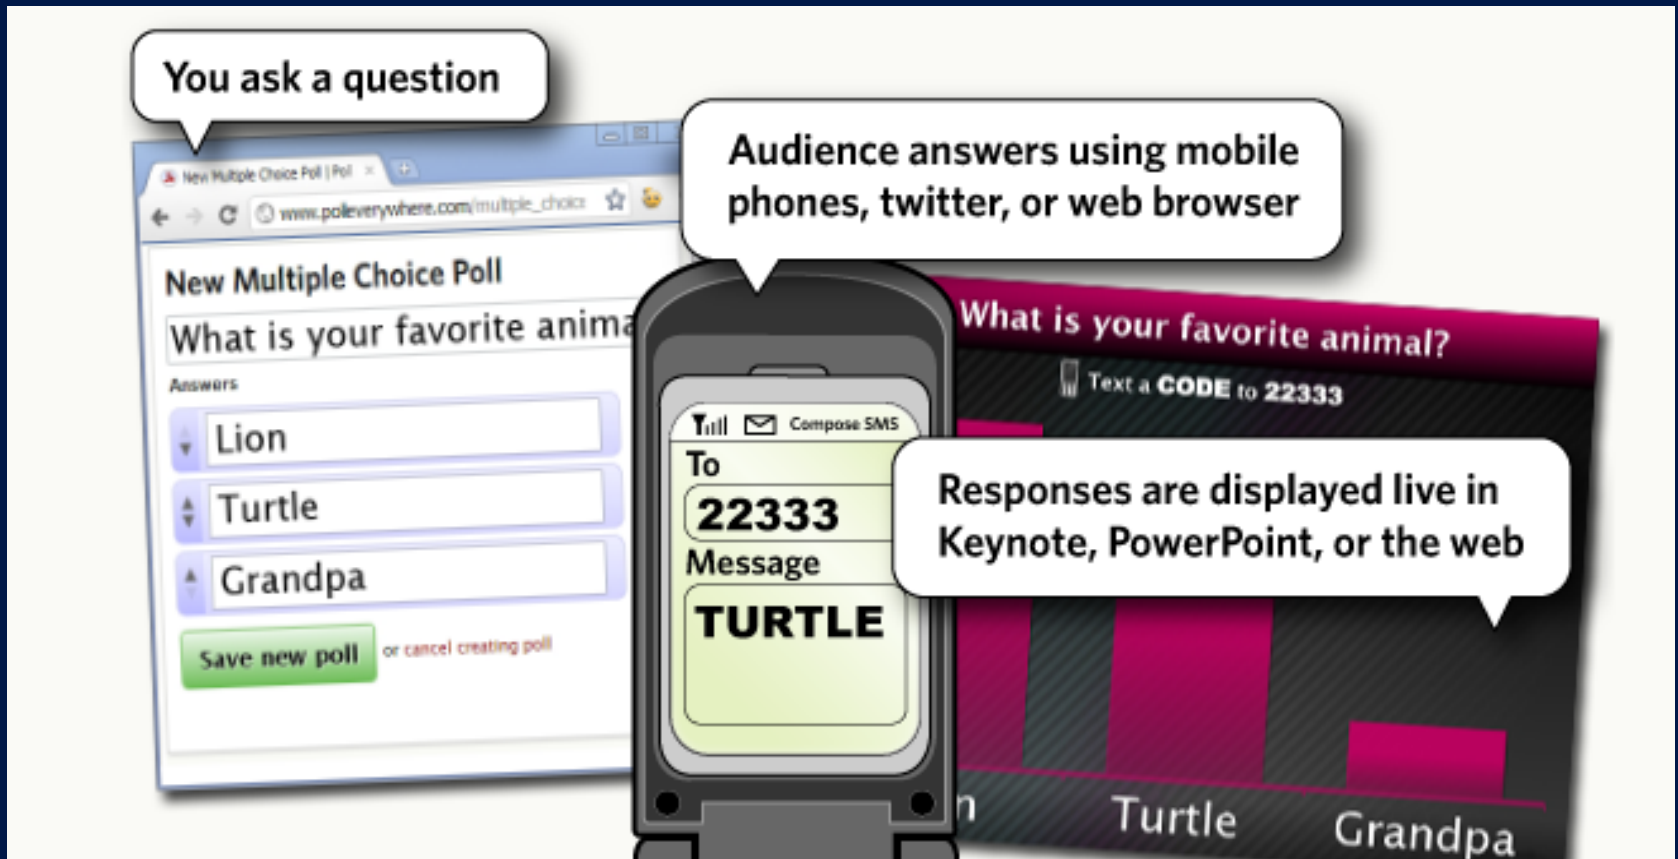 You ask a question
New Multiple Choice Poll | Poll
www.polleverywhere.com/multiple_choice
New Multiple Choice Poll
What is your favorite anima
Answers
Lion
Turtle
Grandpa
Save new poll or cancel creating poll
Audience answers using mobile
phones, twitter, or web browser
Compose SMS
To
22333
Message
TURTLE
What is your favorite animal?
Text a CODE to 22333
Responses are displayed live in
Keynote, PowerPoint, or the web
n Turtle Grandpa